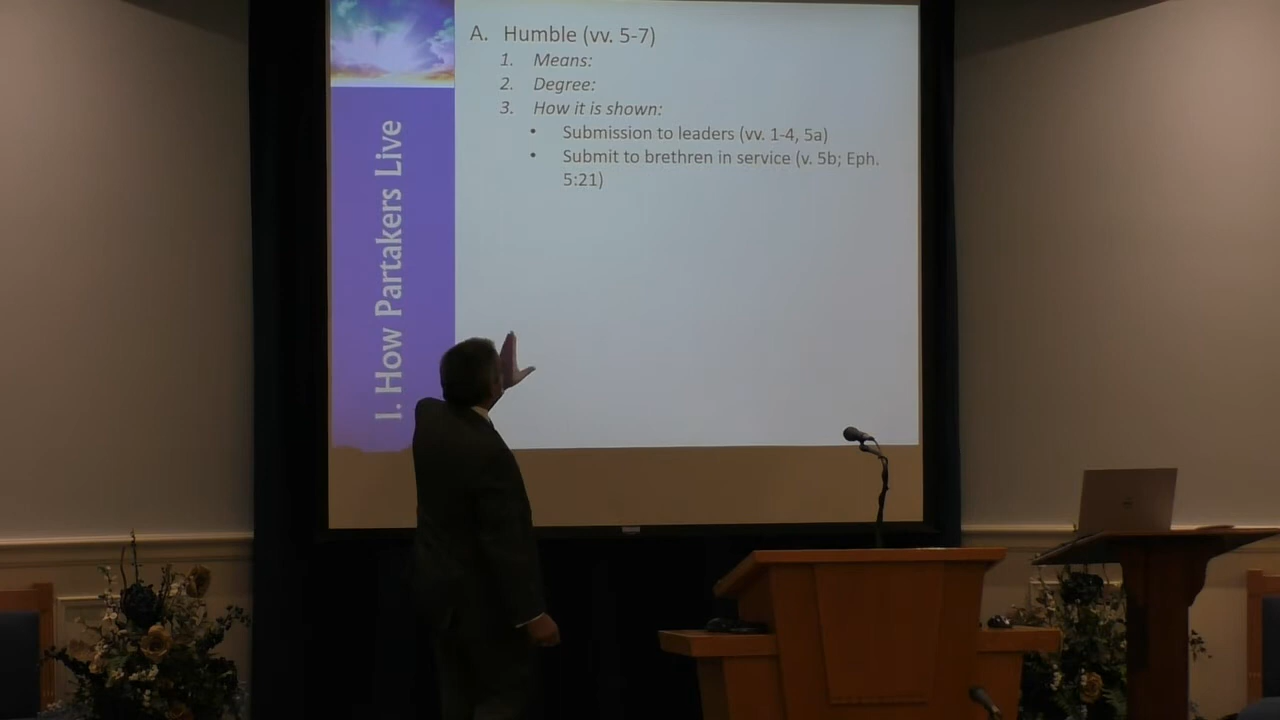 I. How Partakers Live
A. Humble (vv. 5-7)
1. Means:
2. Degree:
3. How it is shown:
• Submission to leaders (vv. 1-4, 5a)
• Submit to brethren in service (v. 5b; Eph.
5:21)